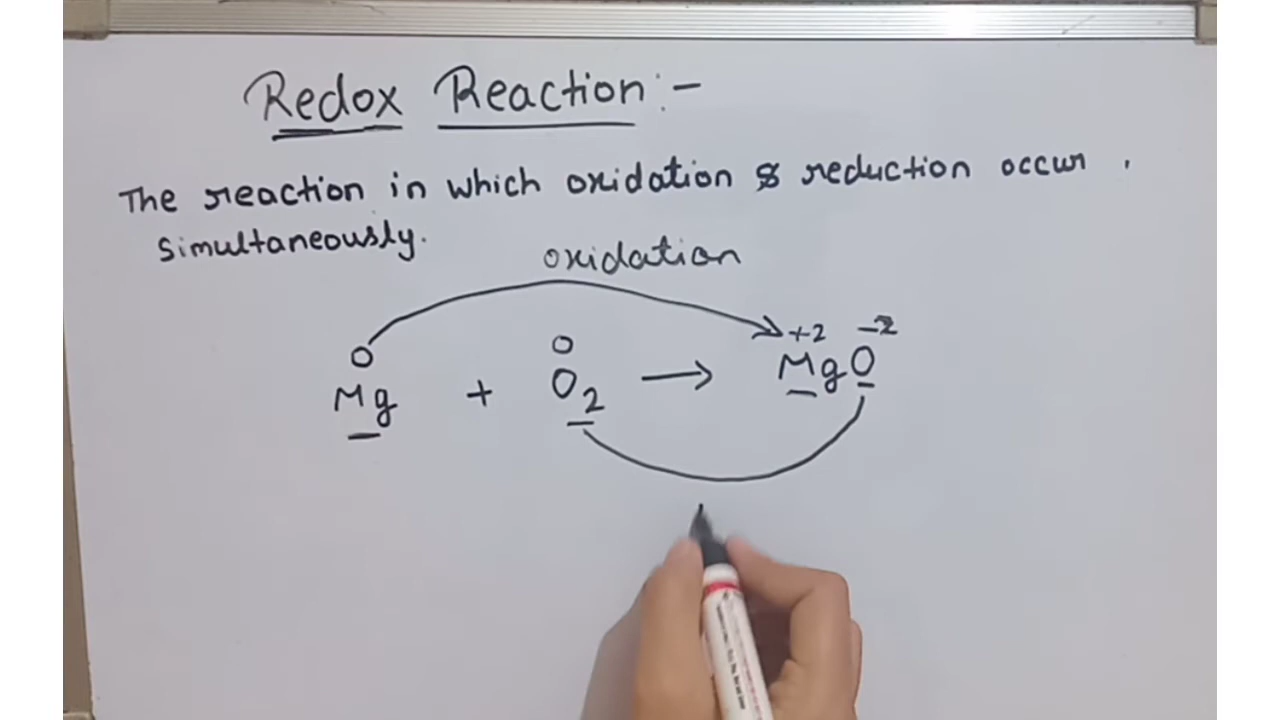 Redox Reaction :-
The reaction in which oxidation & reduction occur .
simultaneously.
oxidation
0 0 +2 -2
Mg + O2 → MgO